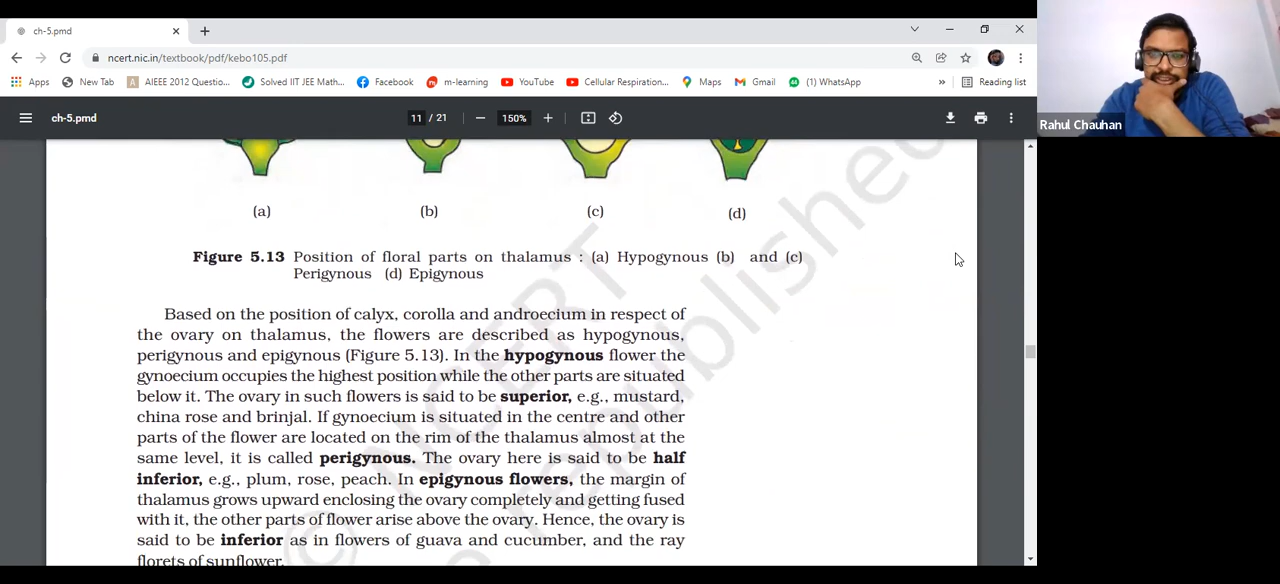 ch-5.pmd
ncert.nic.in/textbook/pdf/kebo105.pdf
Apps New Tab AIEEE 2012 Questio... Solved IIT JEE Math... Facebook m-learning YouTube Cellular Respiration,... Maps Gmail (1) WhatsApp » Reading list
ch-5.pmd 11 / 21 150%
Rahul Chauhan
(a) (b) (c) (d)
Figure 5.13 Position of floral parts on thalamus : (a) Hypogynous (b) and (c)
Perigynous (d) Epigynous
Based on the position of calyx, corolla and androecium in respect of
the ovary on thalamus, the flowers are described as hypogynous,
perigynous and epigynous (Figure 5.13). In the hypogynous flower the
gynoecium occupies the highest position while the other parts are situated
below it. The ovary in such flowers is said to be superior, e.g., mustard,
china rose and brinjal. If gynoecium is situated in the centre and other
parts of the flower are located on the rim of the thalamus almost at the
same level, it is called perigynous. The ovary here is said to be half
inferior, e.g., plum, rose, peach. In epigynous flowers, the margin of
thalamus grows upward enclosing the ovary completely and getting fused
with it, the other parts of flower arise above the ovary. Hence, the ovary is
said to be inferior as in flowers of guava and cucumber, and the ray
florets of sunflower.
© NCERT
republished